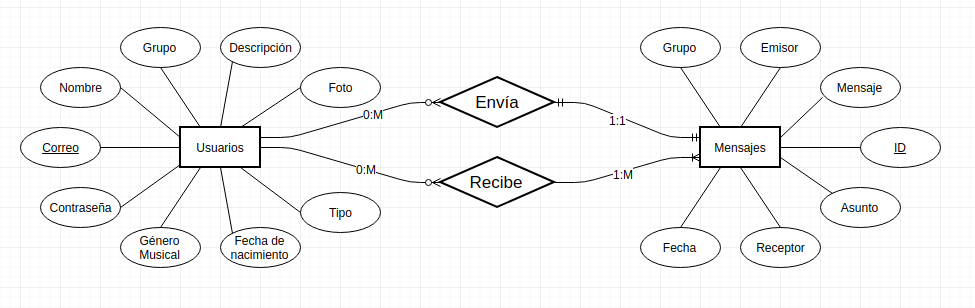 Grupo
Descripción
Grupo
Emisor
Nombre
Foto
Mensaje
Envía
0:M
1:1
Correo
Usuarios
Mensajes
ID
0:M
1:M
Recibe
Contraseña
Tipo
Asunto
Género
Musical
Fecha de
nacimiento
Fecha
Receptor